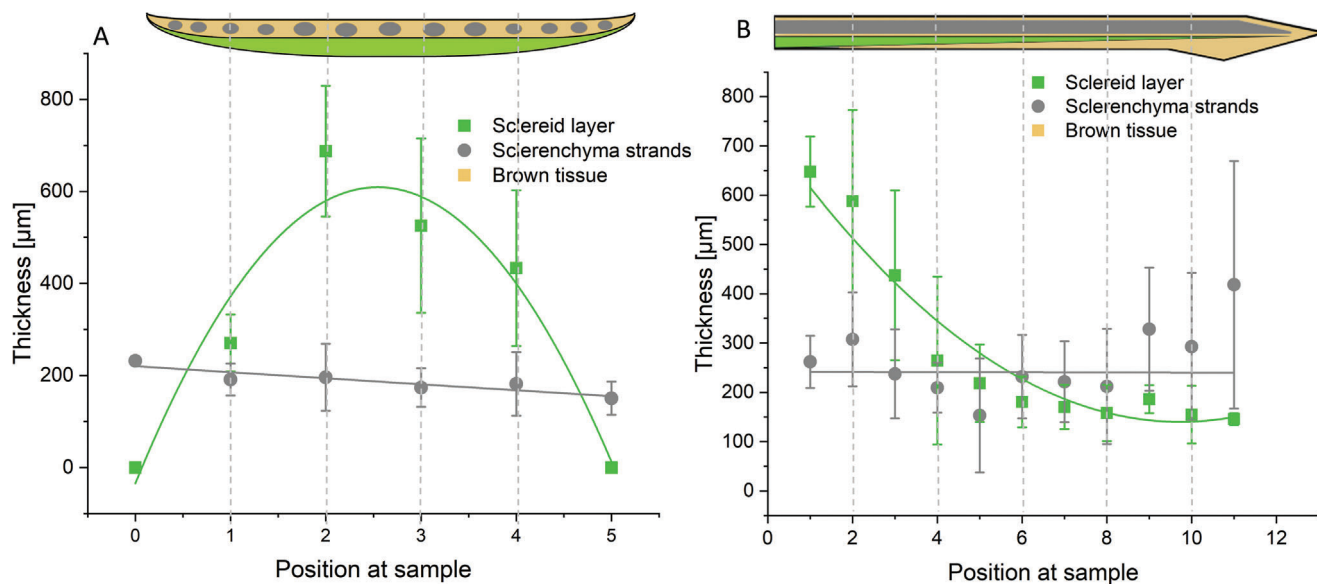 A
Sclereid layer
Sclerenchyma strands
Brown tissue
Thickness [µm]
800
600
400
200
0
0 1 2 3 4 5
Position at sample
B
Sclereid layer
Sclerenchyma strands
Brown tissue
Thickness [µm]
800
700
600
500
400
300
200
100
0
0 2 4 6 8 10 12
Position at sample